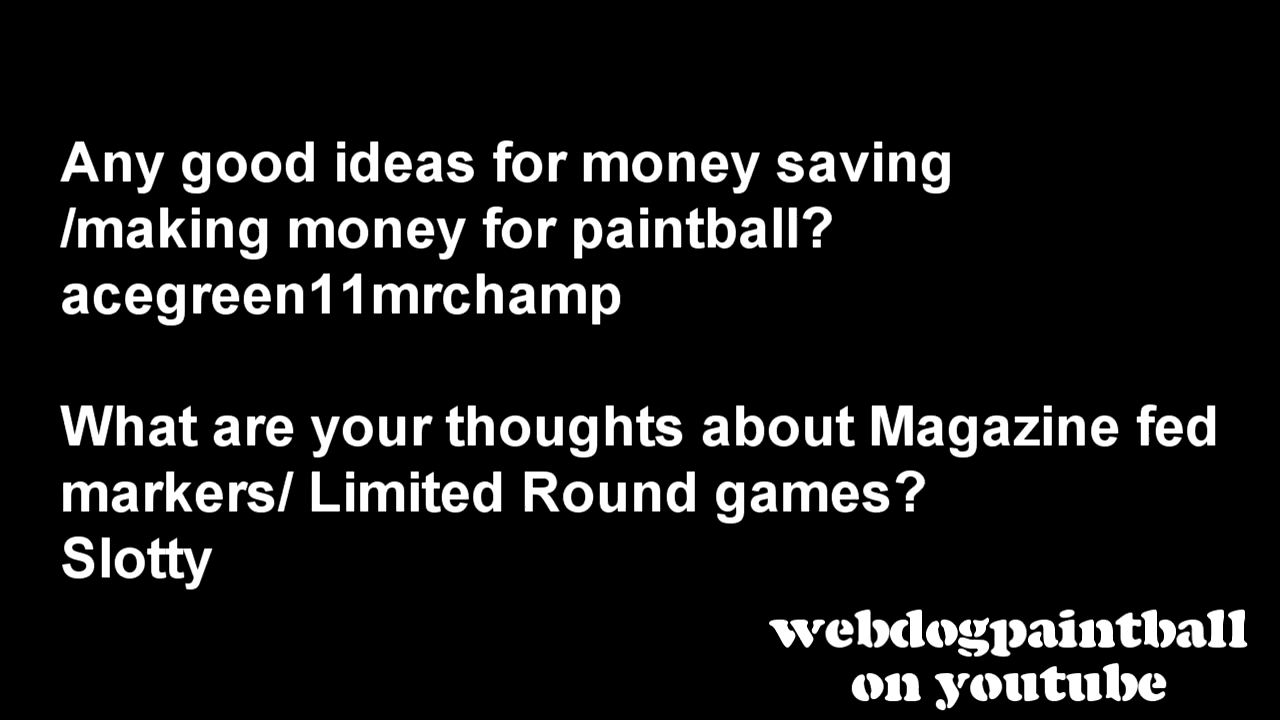 Any good ideas for money saving
/making money for paintball?
acegreen11mrchamp
What are your thoughts about Magazine fed
markers/ Limited Round games?
Slotty
webdogpaintball
on youtube